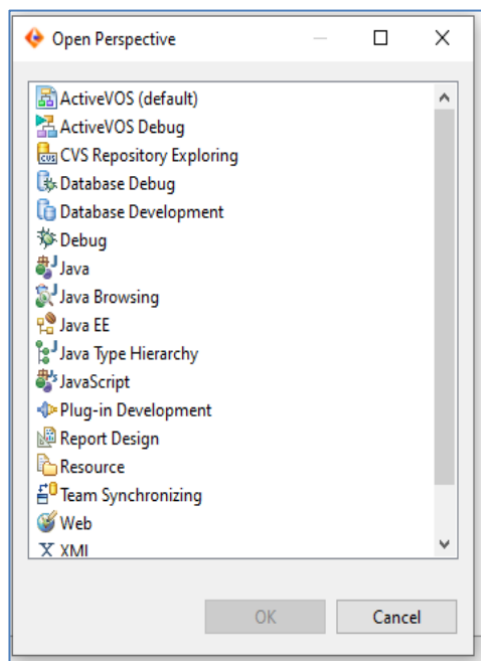 Open Perspective
ActiveVOS (default)
ActiveVOS Debug
CVS Repository Exploring
Database Debug
Database Development
Debug
Java
Java Browsing
Java EE
Java Type Hierarchy
JavaScript
Plug-in Development
Report Design
Resource
Team Synchronizing
Web
XML
OK
Cancel